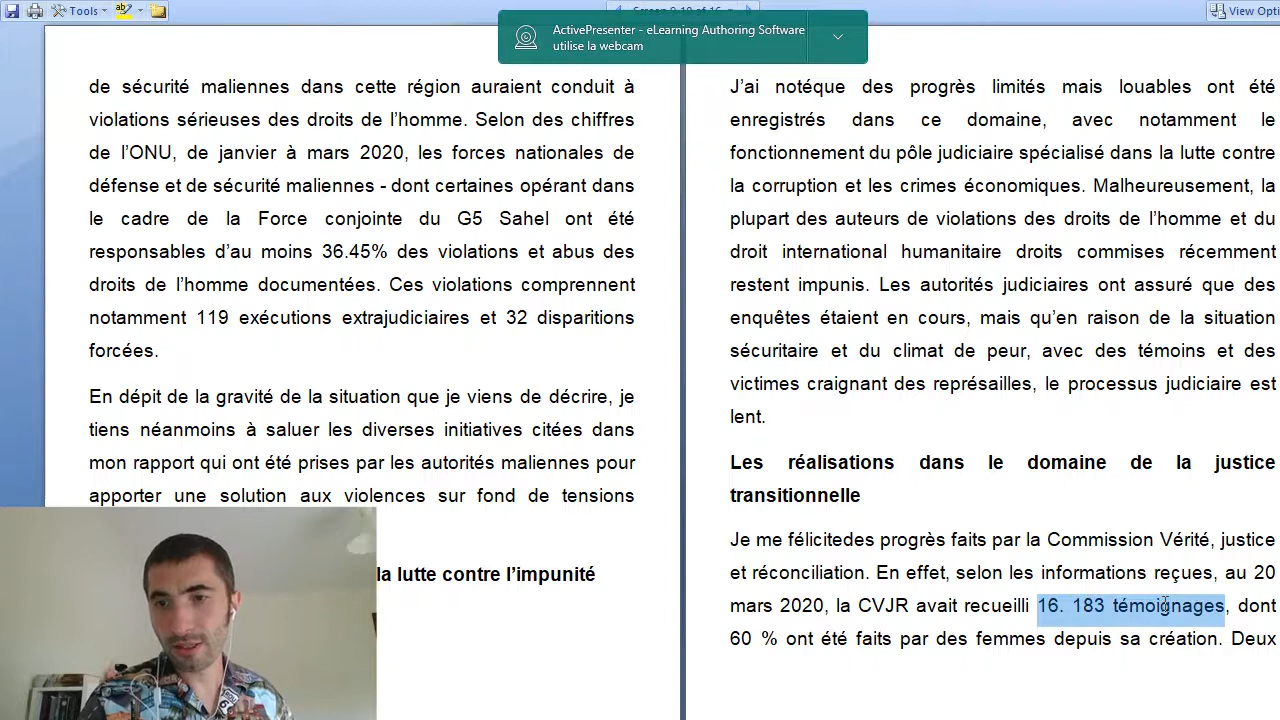 Tools
Screen 9-10 of 16
View Opti
ActivePresenter - eLearning Authoring Software
utilise la webcam
de sécurité maliennes dans cette région auraient conduit à
violations sérieuses des droits de l’homme. Selon des chiffres
de l’ONU, de janvier à mars 2020, les forces nationales de
défense et de sécurité maliennes - dont certaines opérant dans
le cadre de la Force conjointe du G5 Sahel ont été
responsables d’au moins 36.45% des violations et abus des
droits de l’homme documentées. Ces violations comprennent
notamment 119 exécutions extrajudiciaires et 32 disparitions
forcées.
En dépit de la gravité de la situation que je viens de décrire, je
tiens néanmoins à saluer les diverses initiatives citées dans
mon rapport qui ont été prises par les autorités maliennes pour
apporter une solution aux violences sur fond de tensions
la lutte contre l’impunité
J’ai notéque des progrès limités mais louables ont été
enregistrés dans ce domaine, avec notamment le
fonctionnement du pôle judiciaire spécialisé dans la lutte contre
la corruption et les crimes économiques. Malheureusement, la
plupart des auteurs de violations des droits de l’homme et du
droit international humanitaire droits commises récemment
restent impunis. Les autorités judiciaires ont assuré que des
enquêtes étaient en cours, mais qu’en raison de la situation
sécuritaire et du climat de peur, avec des témoins et des
victimes craignant des représailles, le processus judiciaire est
lent.
Les réalisations dans le domaine de la justice
transitionnelle
Je me félicitedes progrès faits par la Commission Vérité, justice
et réconciliation. En effet, selon les informations reçues, au 20
mars 2020, la CVJR avait recueilli 16. 183 témoignages, dont
60 % ont été faits par des femmes depuis sa création. Deux